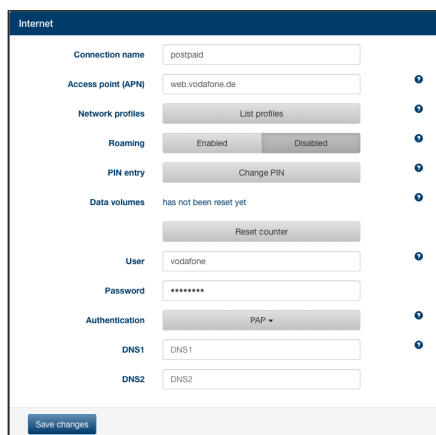 Internet
Connection name postpaid
Access point (APN) web.vodafone.de
Network profiles List profiles
Roaming Enabled Disabled
PIN entry Change PIN
Data volumes has not been reset yet
Reset counter
User vodafone
Password ••••••••
Authentication PAP
DNS1 DNS1
DNS2 DNS2
Save changes